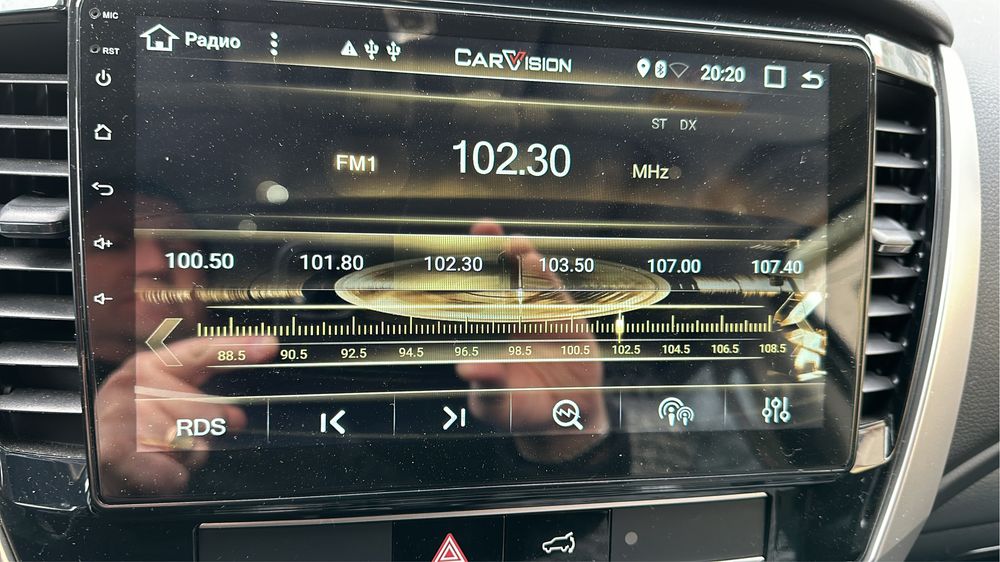 MIC
Радио CARVISION 20:20
RST
ST DX
FM1 102.30 MHz
100.50 101.80 102.30 103.50 107.00 107.40
88.5 90.5 92.5 94.5 96.5 98.5 100.5 102.5 104.5 106.5 108.5
RDS